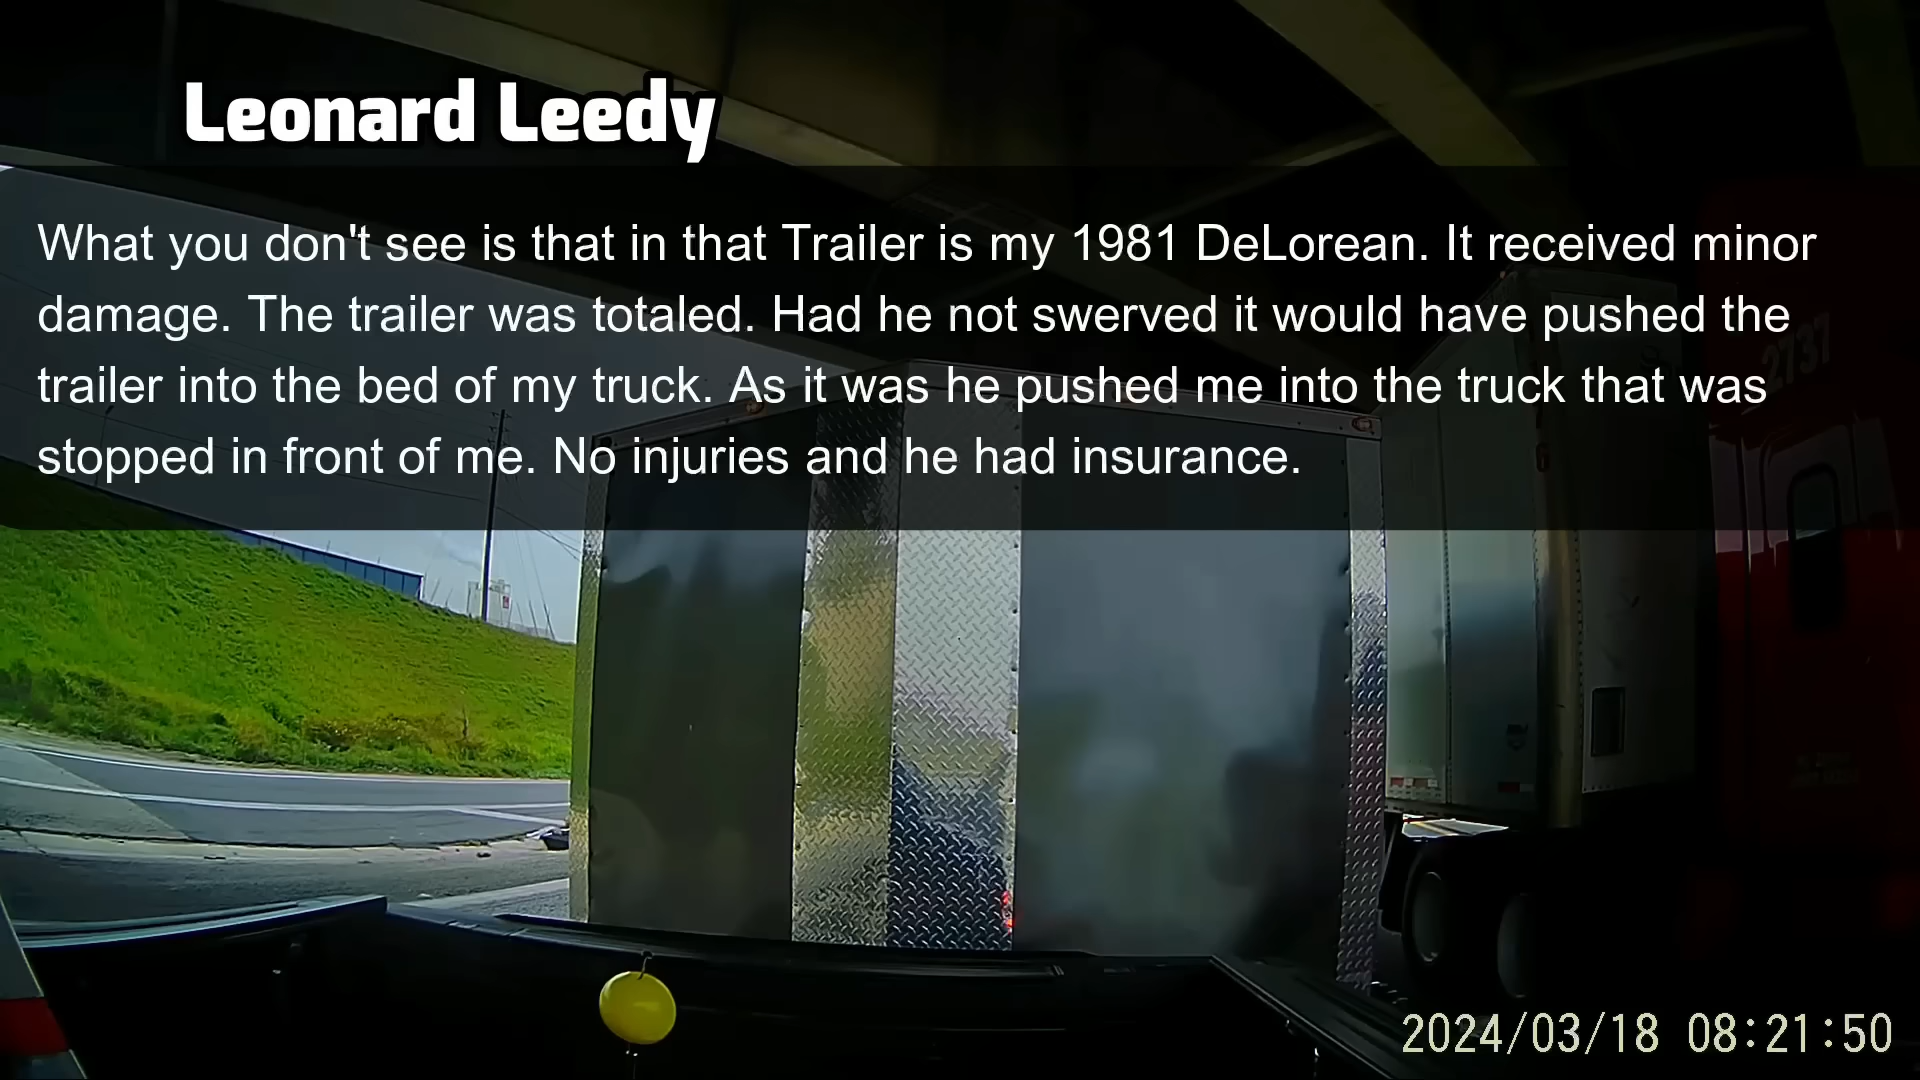 Leonard Leedy
What you don't see is that in that Trailer is my 1981 DeLorean. It received minor
damage. The trailer was totaled. Had he not swerved it would have pushed the
trailer into the bed of my truck. As it was he pushed me into the truck that was
stopped in front of me. No injuries and he had insurance.
2737
2024/03/18 08:21:50